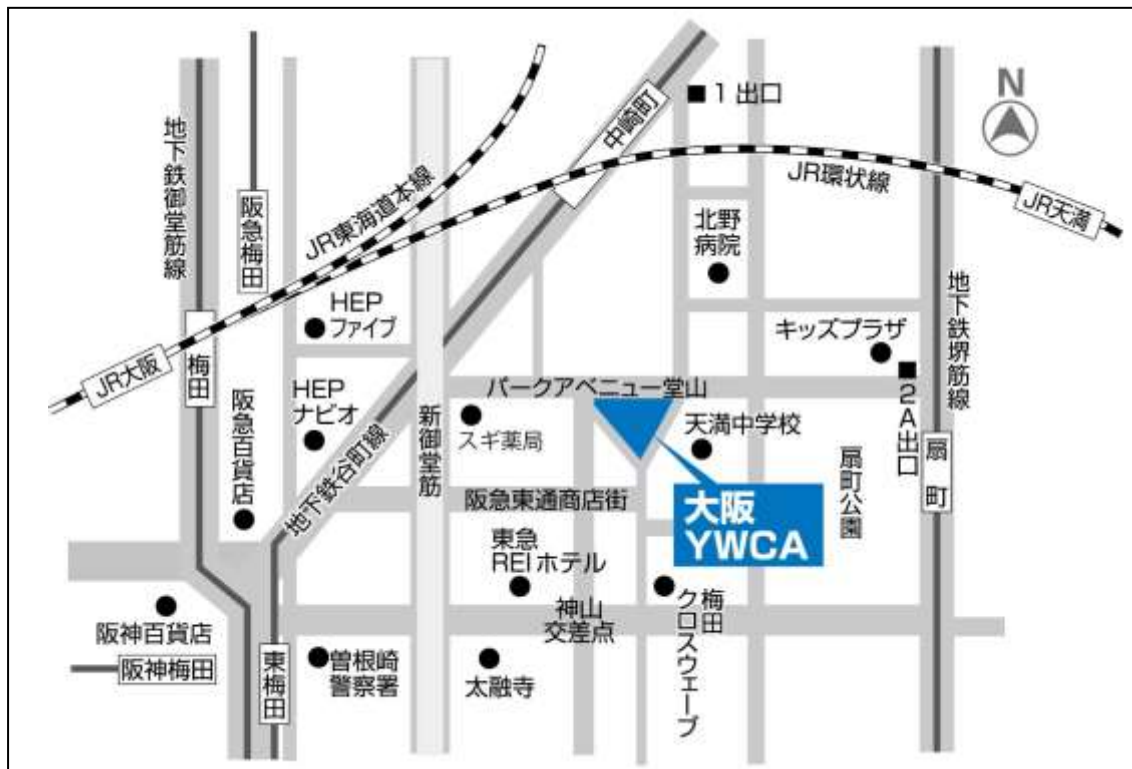 N
1出口
中崎町
地下鉄御堂筋線
阪急梅田
JR東海道本線
JR環状線
JR天満
北野
病院
HEP
ファイブ
キッズプラザ
地下鉄堺筋線
JR大阪
梅田
パークアベニュー堂山
HEP
ナビオ
阪急百貨店
地下鉄谷町線
新御堂筋
スギ薬局
天満中学校
2A出口
扇町公園
扇町
阪急東通商店街
大阪
YWCA
東急
REIホテル
神山
交差点
梅田
クロスウェーブ
阪神百貨店
阪神梅田
東梅田
曽根崎
警察署
太融寺